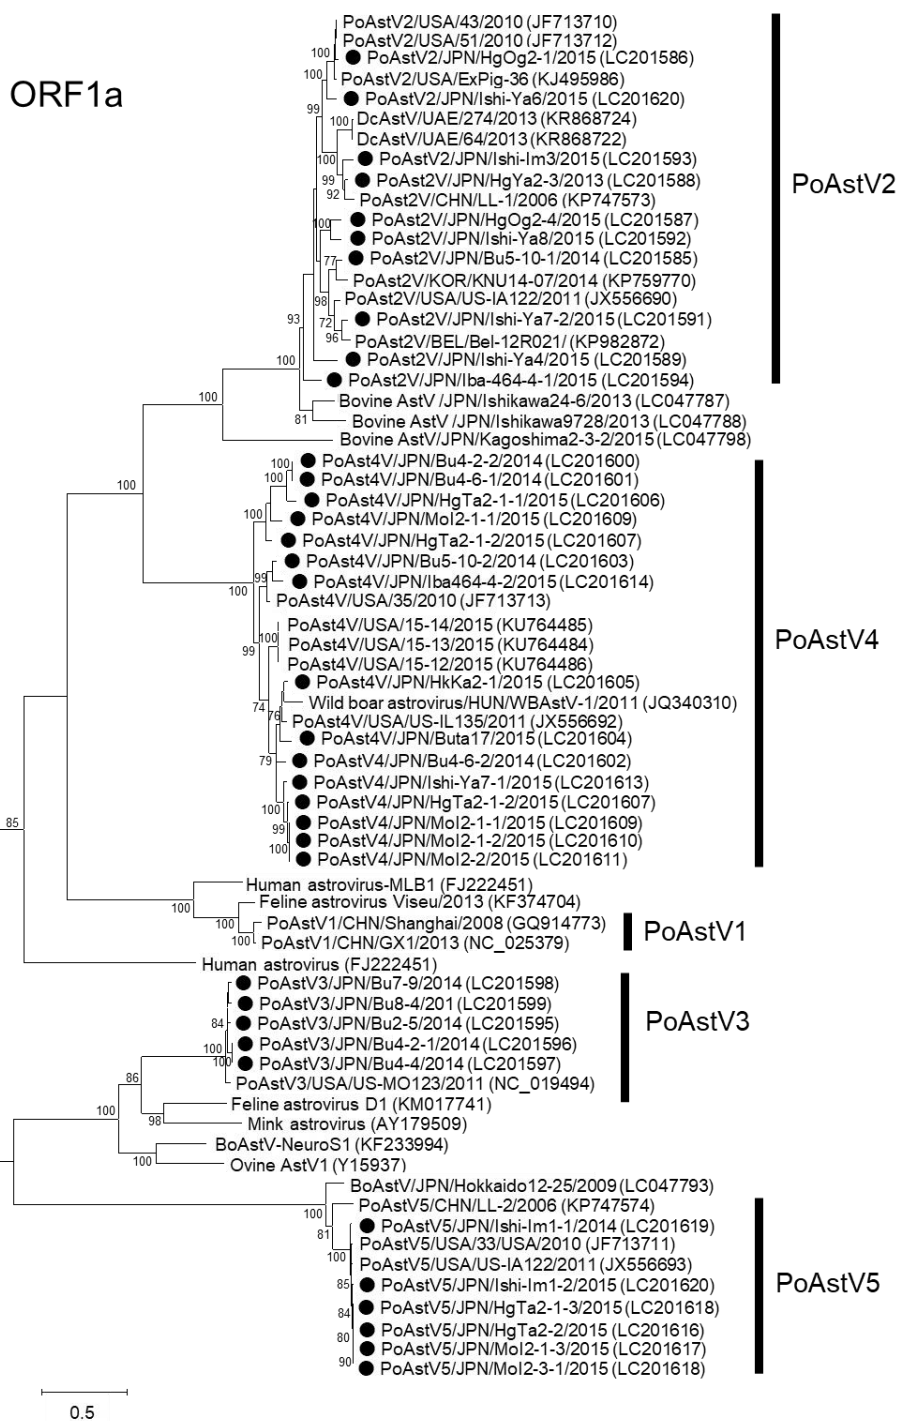 PoAstV2/USA/43/2010 (JF713710)
PoAstV2/USA/51/2010 (JF713712)
100
PoAstV2/JPN/HgOg2-1/2015 (LC201586)
100
PoAstV2/USA/ExPig-36 (KJ495986)
ORF1a
PoAstV2/JPN/Ishi-Ya6/2015 (LC201620)
99
100
DcAstV/UAE/274/2013 (KR868724)
DcAstV/UAE/64/2013 (KR868722)
100
PoAstV2/JPN/Ishi-Im3/2015 (LC201593)
99
PoAst2V/JPN/HgYa2-3/2013 (LC201588)
PoAstV2
92
PoAst2V/CHN/LL-1/2006 (KP747573)
100
PoAst2V/JPN/HgOg2-4/2015 (LC201587)
PoAst2V/JPN/Ishi-Ya8/2015 (LC201592)
77
PoAst2V/JPN/Bu5-10-1/2014 (LC201585)
PoAst2V/KOR/KNU14-07/2014 (KP759770)
98
PoAst2V/USA/US-IA122/2011 (JX556690)
93
72
PoAst2V/JPN/Ishi-Ya7-2/2015 (LC201591)
96
PoAst2V/BEL/Bel-12R021/ (KP982872)
100
PoAst2V/JPN/Ishi-Ya4/2015 (LC201589)
PoAst2V/JPN/Iba-464-4-1/2015 (LC201594)
100
Bovine AstV /JPN/Ishikawa24-6/2013 (LC047787)
81
Bovine AstV /JPN/Ishikawa9728/2013 (LC047788)
Bovine AstV/JPN/Kagoshima2-3-2/2015 (LC047798)
100
PoAst4V/JPN/Bu4-2-2/2014 (LC201600)
100
PoAst4V/JPN/Bu4-6-1/2014 (LC201601)
100
PoAst4V/JPN/HgTa2-1-1/2015 (LC201606)
100
PoAst4V/JPN/MoI2-1-1/2015 (LC201609)
PoAst4V/JPN/HgTa2-1-2/2015 (LC201607)
PoAst4V/JPN/Bu5-10-2/2014 (LC201603)
99
PoAst4V/JPN/Iba464-4-2/2015 (LC201614)
100
PoAst4V/USA/35/2010 (JF713713)
PoAst4V/USA/15-14/2015 (KU764485)
100
PoAst4V/USA/15-13/2015 (KU764484)
PoAstV4
99
PoAst4V/USA/15-12/2015 (KU764486)
PoAst4V/JPN/HkKa2-1/2015 (LC201605)
74
Wild boar astrovirus/HUN/WBAstV-1/2011 (JQ340310)
76
PoAst4V/USA/US-IL135/2011 (JX556692)
PoAst4V/JPN/Buta17/2015 (LC201604)
79
PoAstV4/JPN/Bu4-6-2/2014 (LC201602)
PoAstV4/JPN/Ishi-Ya7-1/2015 (LC201613)
100
PoAstV4/JPN/HgTa2-1-2/2015 (LC201607)
85
99
PoAstV4/JPN/MoI2-1-1/2015 (LC201609)
PoAstV4/JPN/MoI2-1-2/2015 (LC201610)
100
PoAstV4/JPN/MoI2-2/2015 (LC201611)
Human astrovirus-MLB1 (FJ222451)
100
Feline astrovirus Viseu/2013 (KF374704)
100
PoAstV1/CHN/Shanghai/2008 (GQ914773)
PoAstV1
100
PoAstV1/CHN/GX1/2013 (NC_025379)
Human astrovirus (FJ222451)
PoAstV3/JPN/Bu7-9/2014 (LC201598)
PoAstV3/JPN/Bu8-4/201 (LC201599)
84
PoAstV3/JPN/Bu2-5/2014 (LC201595)
PoAstV3
100
PoAstV3/JPN/Bu4-2-1/2014 (LC201596)
100
PoAstV3/JPN/Bu4-4/2014 (LC201597)
86
PoAstV3/USA/US-MO123/2011 (NC_019494)
100
Feline astrovirus D1 (KM017741)
98
Mink astrovirus (AY179509)
BoAstV-NeuroS1 (KF233994)
100
Ovine AstV1 (Y15937)
BoAstV/JPN/Hokkaido12-25/2009 (LC047793)
100
PoAstV5/CHN/LL-2/2006 (KP747574)
81
PoAstV5/JPN/Ishi-Im1-1/2014 (LC201619)
PoAstV5/USA/33/USA/2010 (JF713711)
100
PoAstV5/USA/US-IA122/2011 (JX556693)
85
PoAstV5/JPN/Ishi-Im1-2/2015 (LC201620)
PoAstV5
84
PoAstV5/JPN/HgTa2-1-3/2015 (LC201618)
80
PoAstV5/JPN/HgTa2-2/2015 (LC201616)
PoAstV5/JPN/MoI2-1-3/2015 (LC201617)
90
PoAstV5/JPN/MoI2-3-1/2015 (LC201618)
0.5